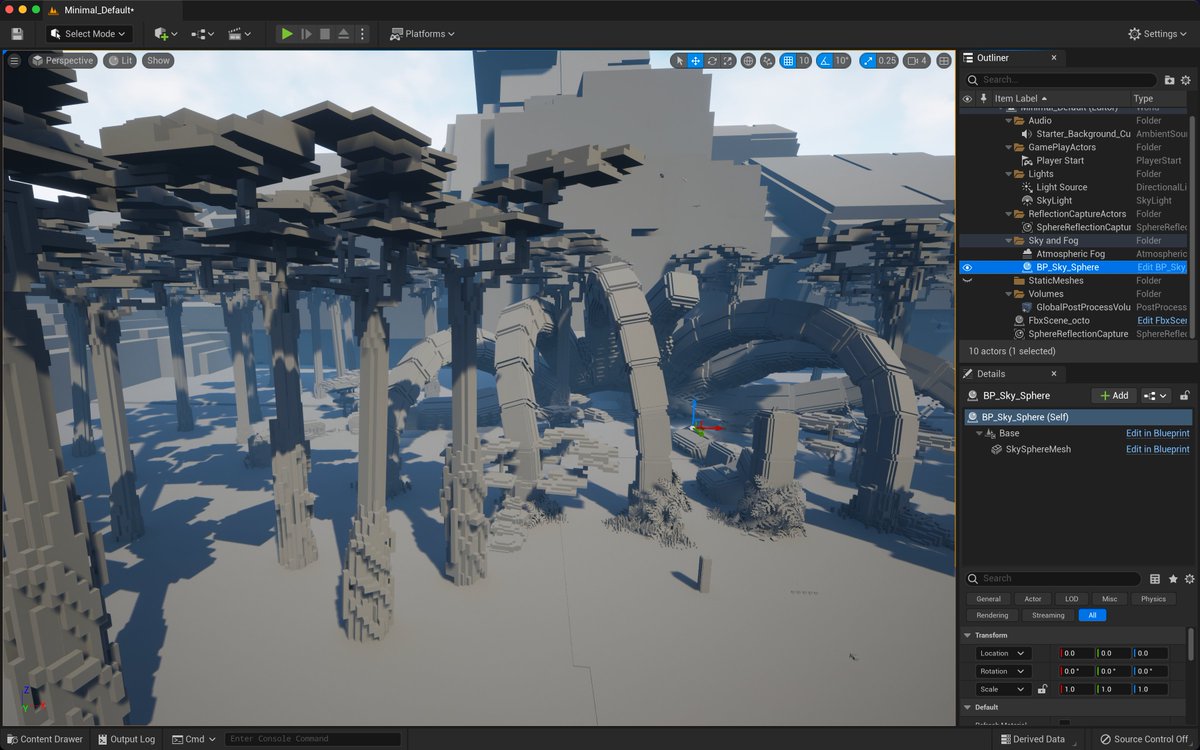 Minimal_Default*
Select Mode
Platforms
Settings
Perspective
Lit
Show
10
10°
0.25
4
Outliner
Search...
Item Label
Type
Minimal_Default (Editor)
World
Audio
Folder
Starter_Background_Cu
AmbientSou
GamePlayActors
Folder
Player Start
PlayerStart
Lights
Folder
Light Source
DirectionalLi
SkyLight
SkyLight
ReflectionCaptureActors
Folder
SphereReflectionCaptur
SphereReflec
Sky and Fog
Folder
Atmospheric Fog
Atmospheric
BP_Sky_Sphere
Edit BP_Sky
StaticMeshes
Folder
Volumes
Folder
GlobalPostProcessVolu
PostProcess
FbxScene_octo
Edit FbxScen
SphereReflectionCapture
SphereReflec
10 actors (1 selected)
Details
BP_Sky_Sphere
Add
BP_Sky_Sphere (Self)
Base
Edit in Blueprint
SkySphereMesh
Edit in Blueprint
Search
General
Actor
LOD
Misc
Physics
Rendering
Streaming
All
Transform
Location
0.0
0.0
0.0
Rotation
0.0 °
0.0 °
0.0 °
Scale
1.0
1.0
1.0
Default
Z
Y
X
Content Drawer
Output Log
Cmd
Enter Console Command
Derived Data
Source Control Off